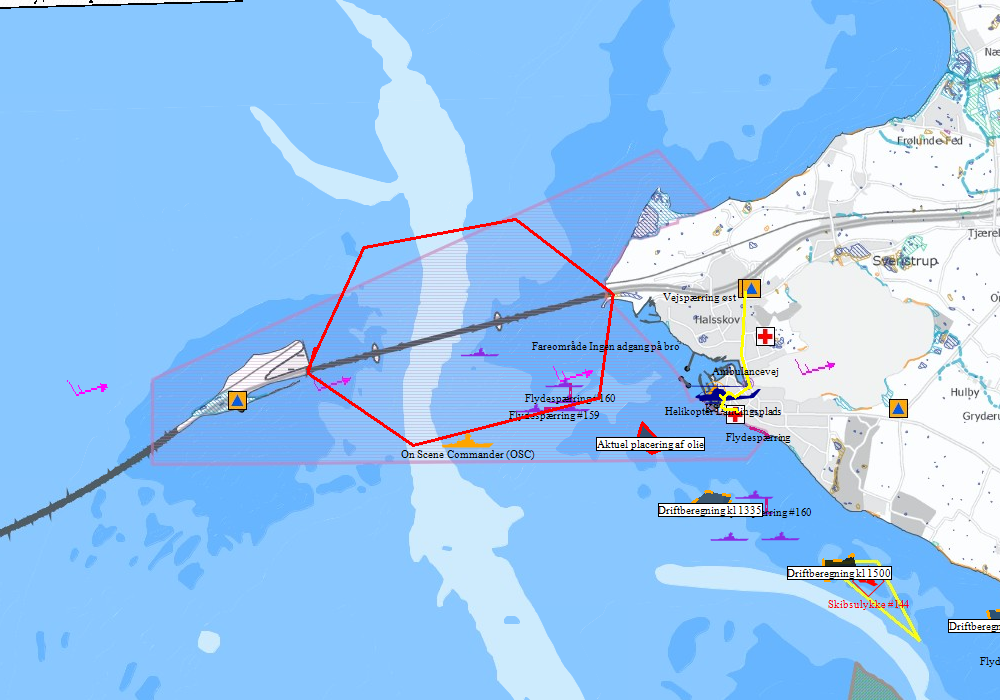 Frølunde Fed
Svenstrup
Vejspærring øst
Halsskov
Fareområde Ingen adgang på bro
Ambulancevej
Hulby
Flydespærring #160
Flydespærring #159
Flydespærring
Aktuel placering af olie
On Scene Commander (OSC)
Driftberegning kl 1335
#160
Driftberegning kl 1500
Skibsulykke #144